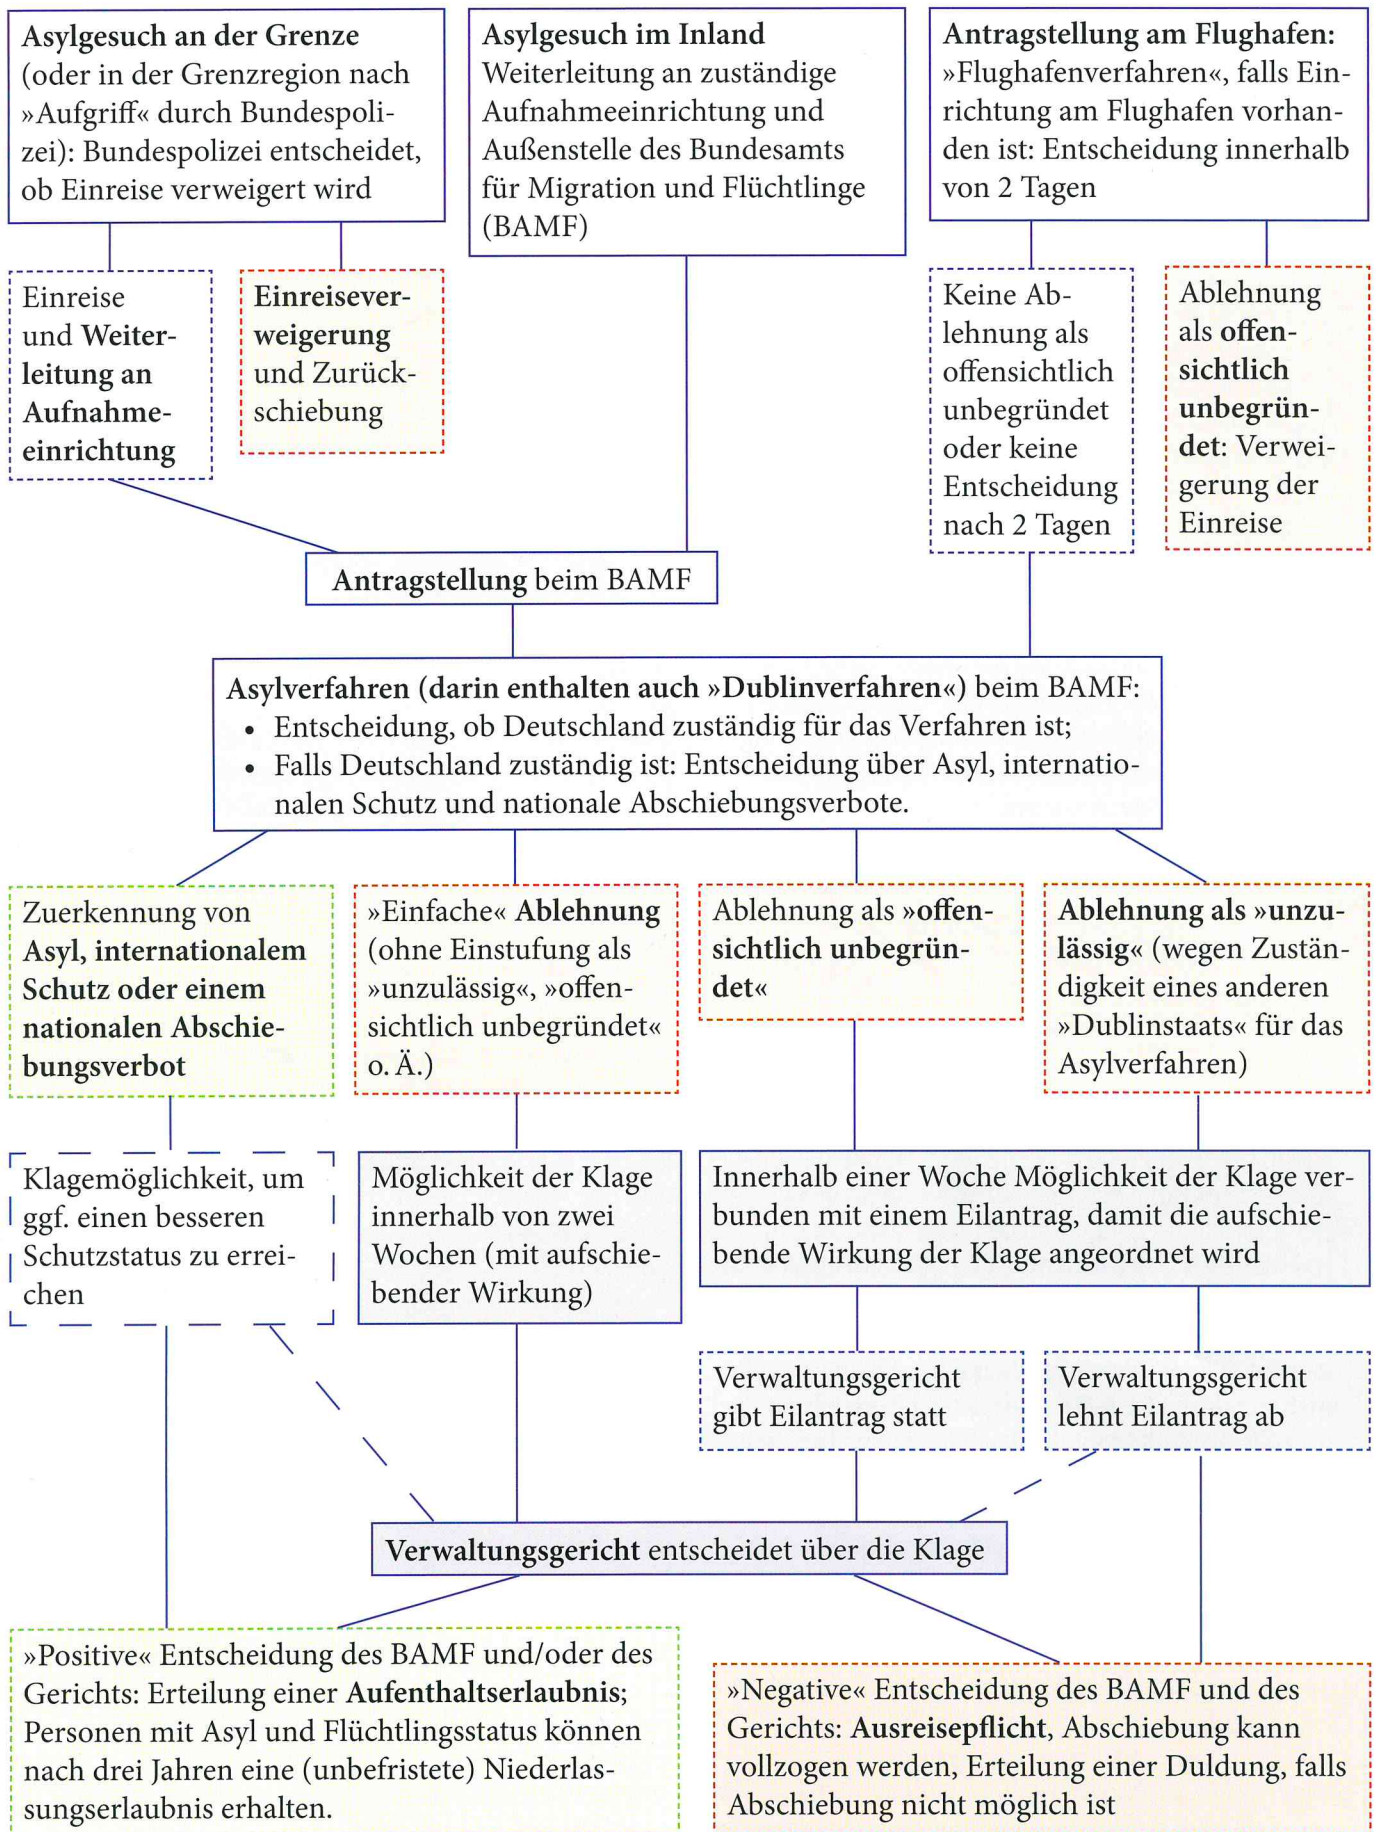 Asylgesuch an der Grenze
(oder in der Grenzregion nach
»Aufgriff« durch Bundespoli-
zei): Bundespolizei entscheidet,
ob Einreise verweigert wird
Asylgesuch im Inland
Weiterleitung an zuständige
Aufnahmeeinrichtung und
Außenstelle des Bundesamts
für Migration und Flüchtlinge
(BAMF)
Antragstellung am Flughafen:
»Flughafenverfahren«, falls Ein-
richtung am Flughafen vorhan-
den ist: Entscheidung innerhalb
von 2 Tagen
Einreise
und Weiter-
leitung an
Aufnahme-
einrichtung
Einreisever-
weigerung
und Zurück-
schiebung
Keine Ab-
lehnung als
offensichtlich
unbegründet
oder keine
Entscheidung
nach 2 Tagen
Ablehnung
als offen-
sichtlich
unbegrün-
det: Verwei-
gerung der
Einreise
Antragstellung beim BAMF
Asylverfahren (darin enthalten auch »Dublinverfahren«) beim BAMF:
• Entscheidung, ob Deutschland zuständig für das Verfahren ist;
• Falls Deutschland zuständig ist: Entscheidung über Asyl, internatio-
nalen Schutz und nationale Abschiebungsverbote.
Zuerkennung von
Asyl, internationalem
Schutz oder einem
nationalen Abschie-
bungsverbot
»Einfache« Ablehnung
(ohne Einstufung als
»unzulässig«, »offen-
sichtlich unbegründet«
o. Ä.)
Ablehnung als »offen-
sichtlich unbegrün-
det«
Ablehnung als »unzu-
lässig« (wegen Zustän-
digkeit eines anderen
»Dublinstaats« für das
Asylverfahren)
Klagemöglichkeit, um
ggf. einen besseren
Schutzstatus zu errei-
chen
Möglichkeit der Klage
innerhalb von zwei
Wochen (mit aufschie-
bender Wirkung)
Innerhalb einer Woche Möglichkeit der Klage ver-
bunden mit einem Eilantrag, damit die aufschie-
bende Wirkung der Klage angeordnet wird
Verwaltungsgericht
gibt Eilantrag statt
Verwaltungsgericht
lehnt Eilantrag ab
Verwaltungsgericht entscheidet über die Klage
»Positive« Entscheidung des BAMF und/oder des
Gerichts: Erteilung einer Aufenthaltserlaubnis;
Personen mit Asyl und Flüchtlingsstatus können
nach drei Jahren eine (unbefristete) Niederlas-
sungserlaubnis erhalten.
»Negative« Entscheidung des BAMF und des
Gerichts: Ausreisepflicht, Abschiebung kann
vollzogen werden, Erteilung einer Duldung, falls
Abschiebung nicht möglich ist